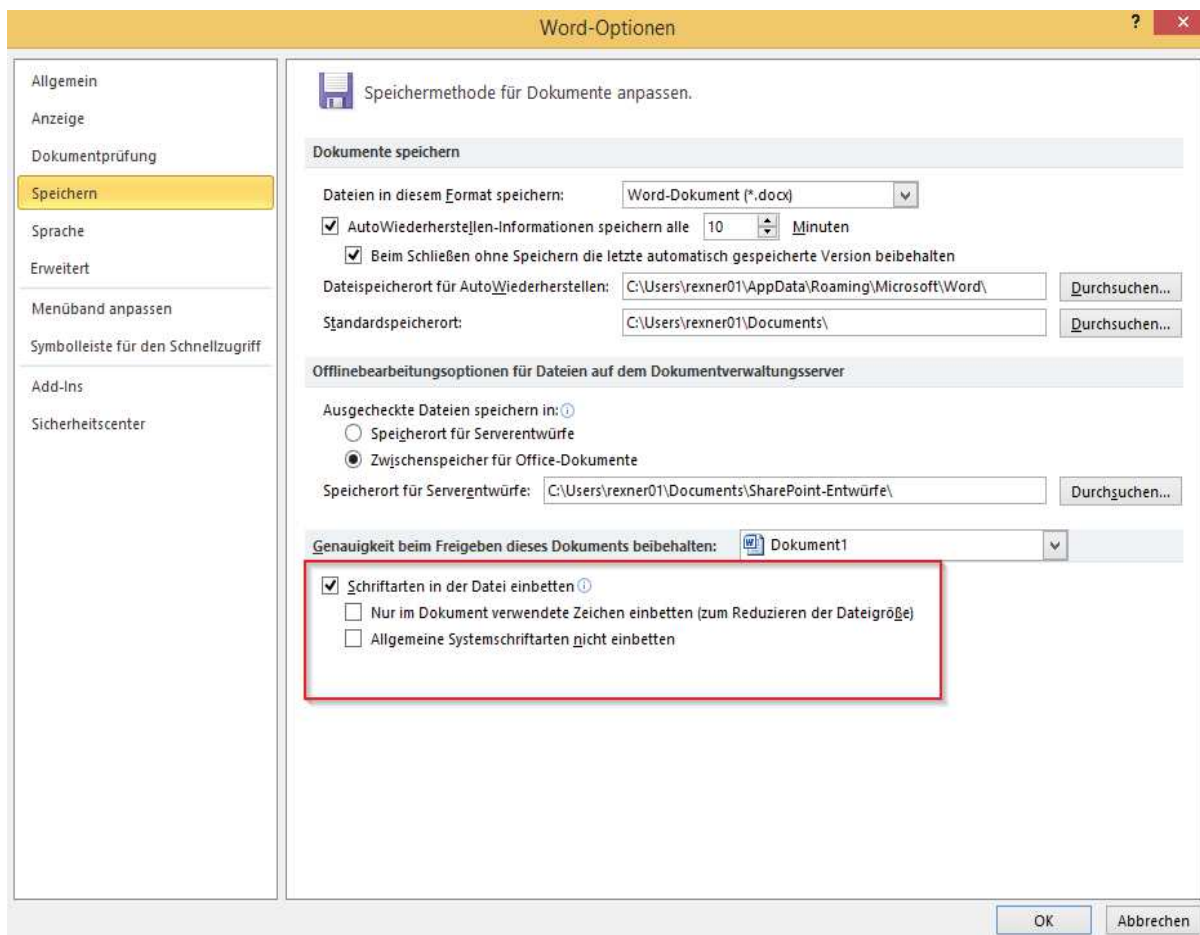 Word-Optionen
?
x
Allgemein
Anzeige
Dokumentprüfung
Speichern
Sprache
Erweitert
Menüband anpassen
Symbolleiste für den Schnellzugriff
Add-Ins
Sicherheitscenter
Speichermethode für Dokumente anpassen.
Dokumente speichern
Dateien in diesem Format speichern: Word-Dokument (*.docx)
AutoWiederherstellen-Informationen speichern alle 10 Minuten
Beim Schließen ohne Speichern die letzte automatisch gespeicherte Version beibehalten
Dateispeicherort für AutoWiederherstellen: C:\Users\rexner01\AppData\Roaming\Microsoft\Word\ Durchsuchen...
Standardspeicherort: C:\Users\rexner01\Documents\ Durchsuchen...
Offlinebearbeitungsoptionen für Dateien auf dem Dokumentverwaltungsserver
Ausgecheckte Dateien speichern in:
Speicherort für Serverentwürfe
Zwischenspeicher für Office-Dokumente
Speicherort für Serverentwürfe: C:\Users\rexner01\Documents\SharePoint-Entwürfe\ Durchsuchen...
Genauigkeit beim Freigeben dieses Dokuments beibehalten: Dokument1
Schriftarten in der Datei einbetten
Nur im Dokument verwendete Zeichen einbetten (zum Reduzieren der Dateigröße)
Allgemeine Systemschriftarten nicht einbetten
OK Abbrechen